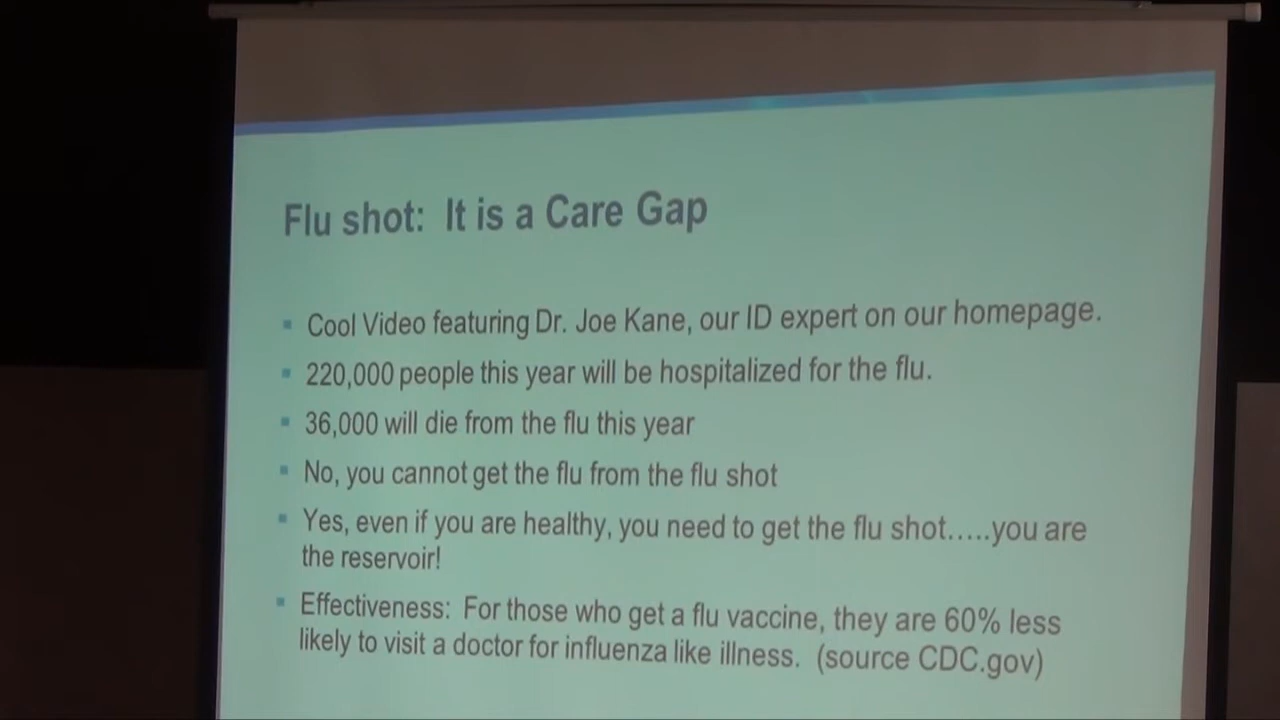 Flu shot: It is a Care Gap
Cool Video featuring Dr. Joe Kane, our ID expert on our homepage.
220,000 people this year will be hospitalized for the flu.
36,000 will die from the flu this year
No, you cannot get the flu from the flu shot
Yes, even if you are healthy, you need to get the flu shot.....you are
the reservoir!
Effectiveness: For those who get a flu vaccine, they are 60% less
likely to visit a doctor for influenza like illness. (source CDC.gov)